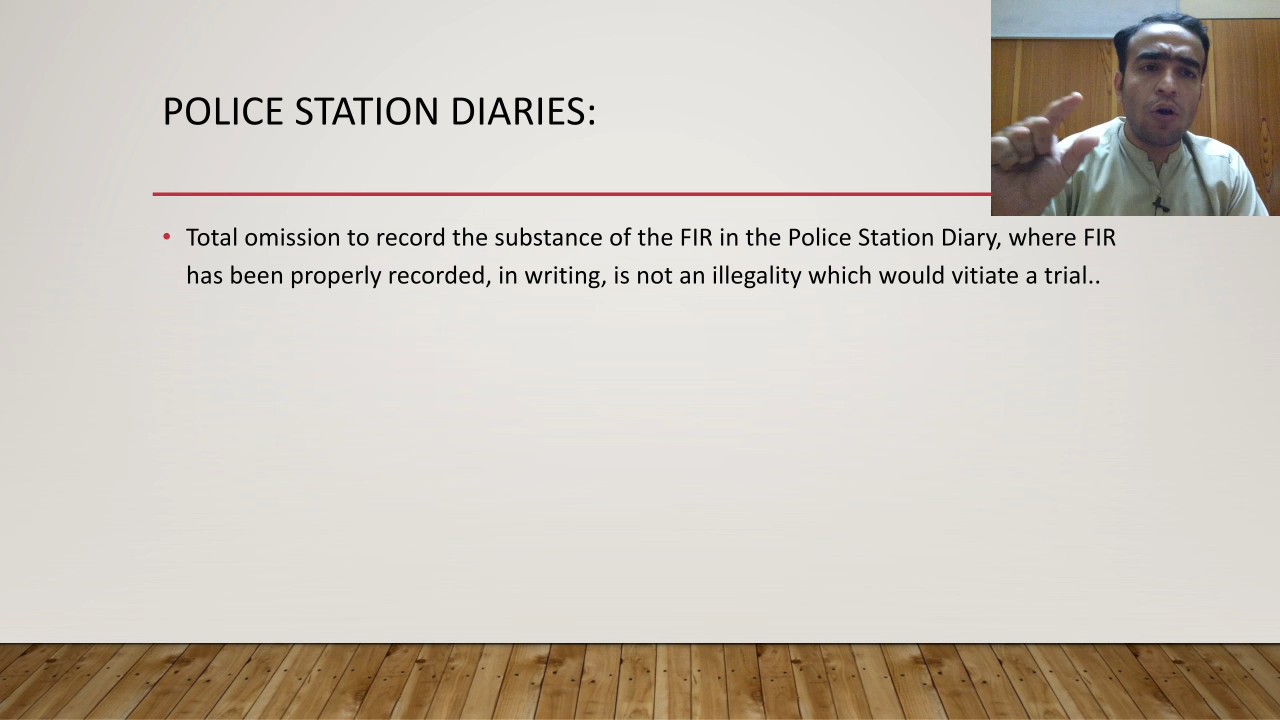 POLICE STATION DIARIES:
• Total omission to record the substance of the FIR in the Police Station Diary, where FIR
has been properly recorded, in writing, is not an illegality which would vitiate a trial..